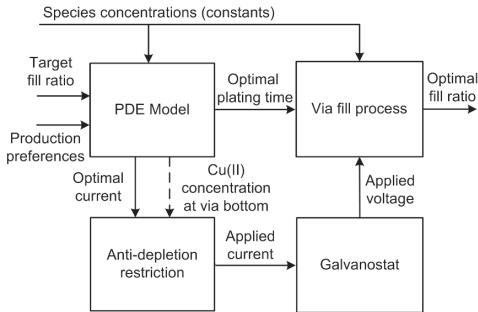 Species concentrations (constants)
Target
fill ratio
Production
preferences
PDE Model
Optimal
plating time
Via fill process
Optimal
fill ratio
Optimal
current
Cu(II)
concentration
at via bottom
Applied
voltage
Anti-depletion
restriction
Applied
current
Galvanostat